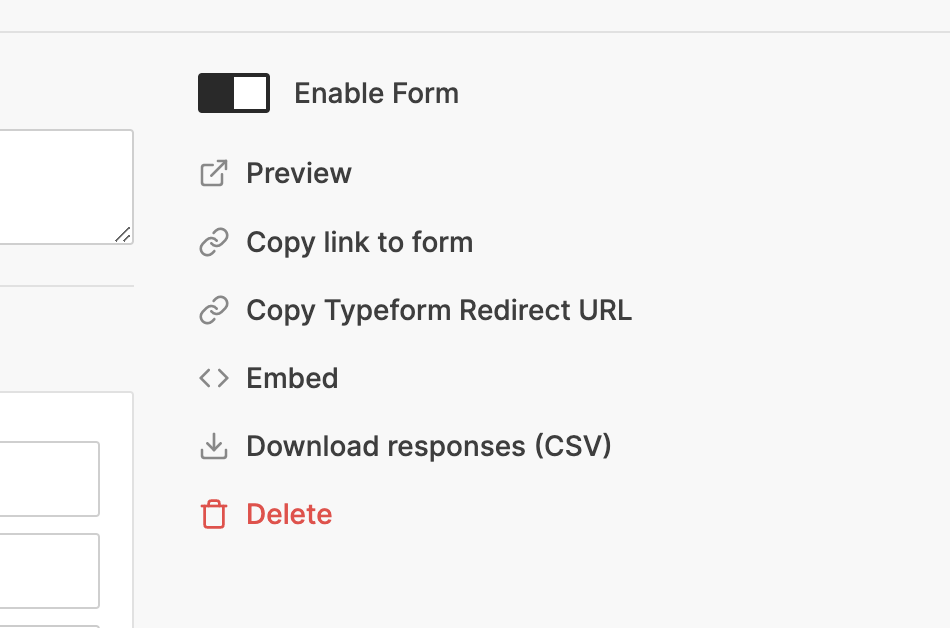 Enable Form
Preview
Copy link to form
Copy Typeform Redirect URL
Embed
Download responses (CSV)
Delete